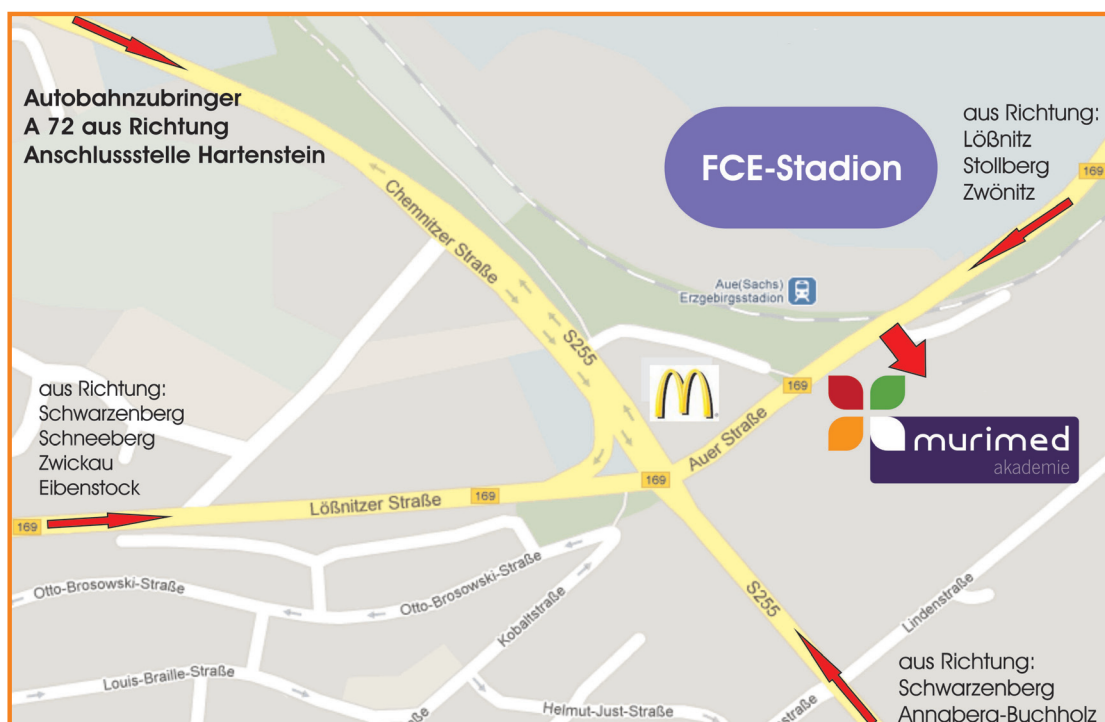 Autobahnzubringer
A 72 aus Richtung
Anschlussstelle Hartenstein
FCE-Stadion
aus Richtung:
Lößnitz
Stollberg
Zwönitz
169
Chemnitzer Straße
Aue(Sachs)
Erzgebirgsstadion
S255
169
aus Richtung:
Schwarzenberg
Schneeberg
Zwickau
Eibenstock
Auer Straße
murimed
akademie
169
169
Lößnitzer Straße
169
Otto-Brosowski-Straße
Otto-Brosowski-Straße
Kobaltstraße
S255
Lindenstraße
Louis-Braille-Straße
Helmut-Just-Straße
aus Richtung:
Schwarzenberg
Annaberg-Buchholz